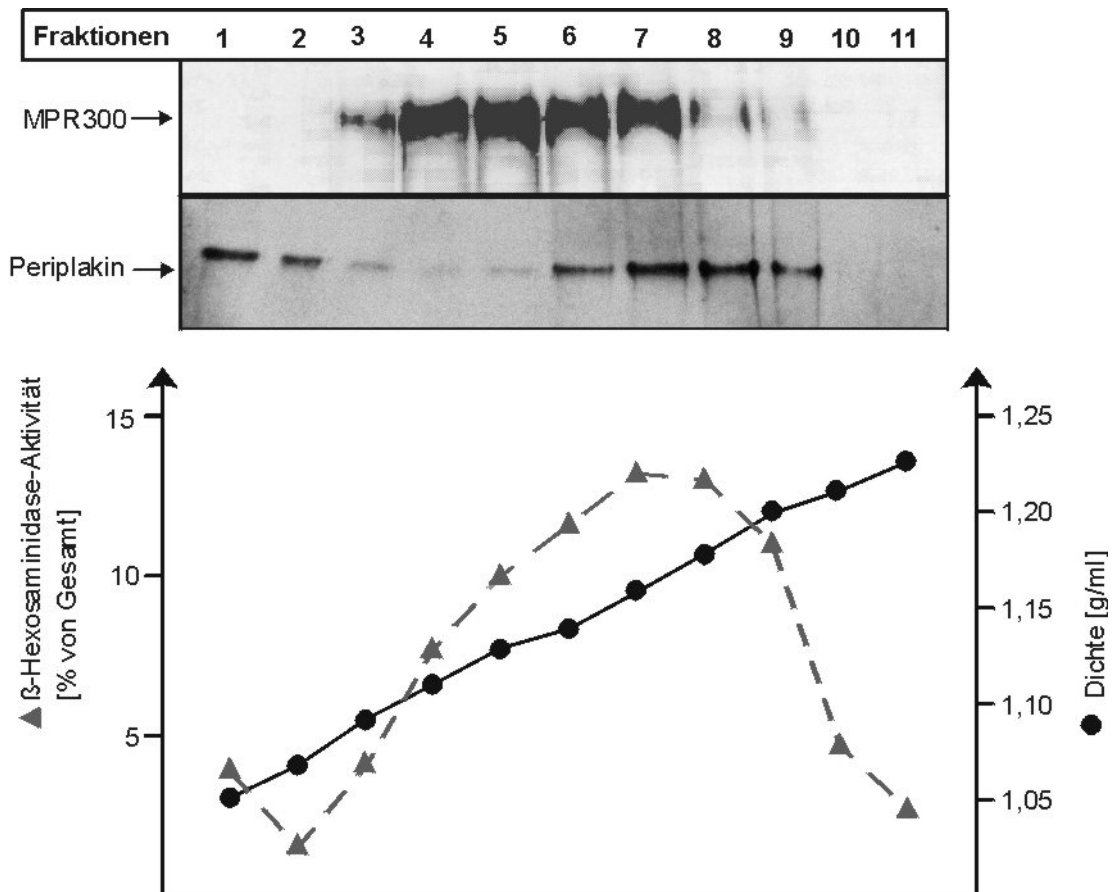 Fraktionen 1 2 3 4 5 6 7 8 9 10 11
MPR300
Periplakin
ß-Hexosaminidase-Aktivität
[% von Gesamt]
15
10
5
1,25
1,20
1,15
1,10
1,05
Dichte [g/ml]